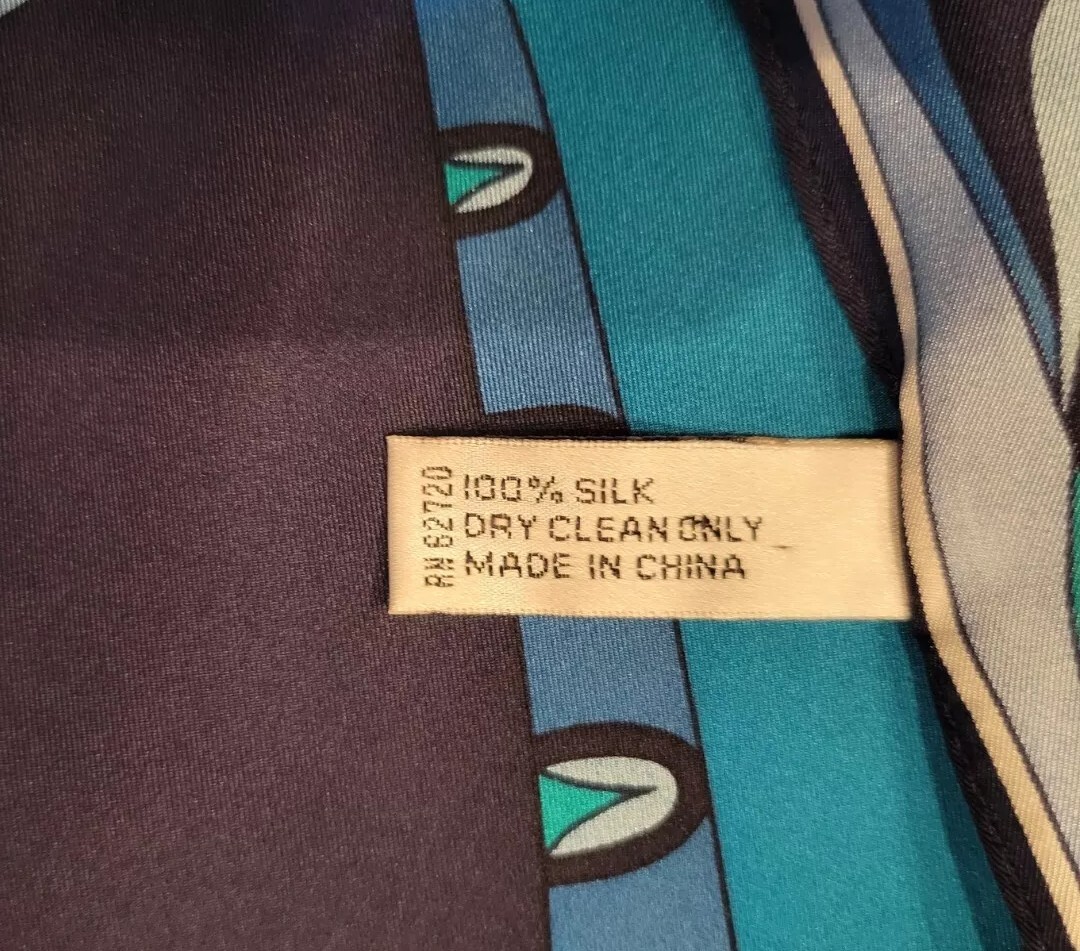 RN 62720
100% SILK
DRY CLEAN ONLY
MADE IN CHINA